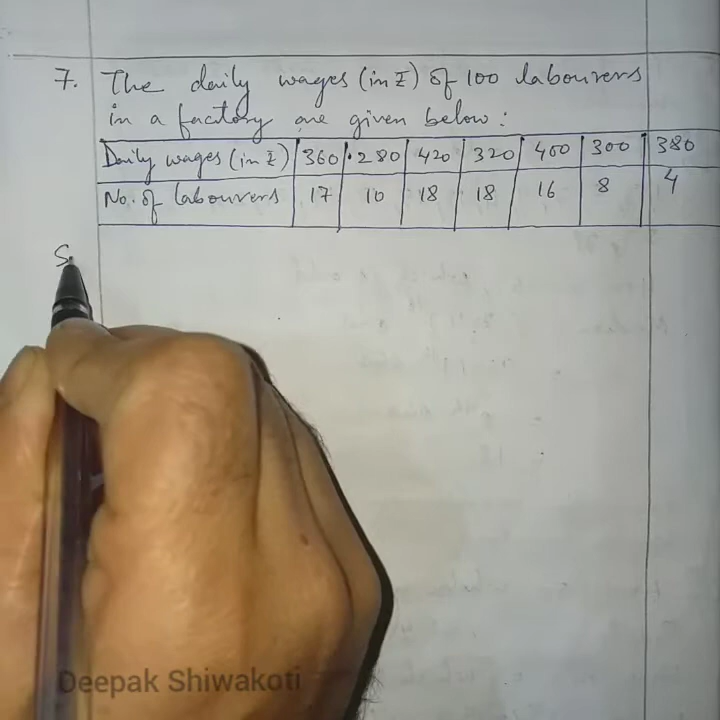 7. The daily wages (in ₹) of 100 labourers
in a factory are given below:
Daily wages (in ₹) 360 280 420 320 400 300 380
No. of labourers 17 10 18 18 16 8 4
S
Deepak Shiwakoti